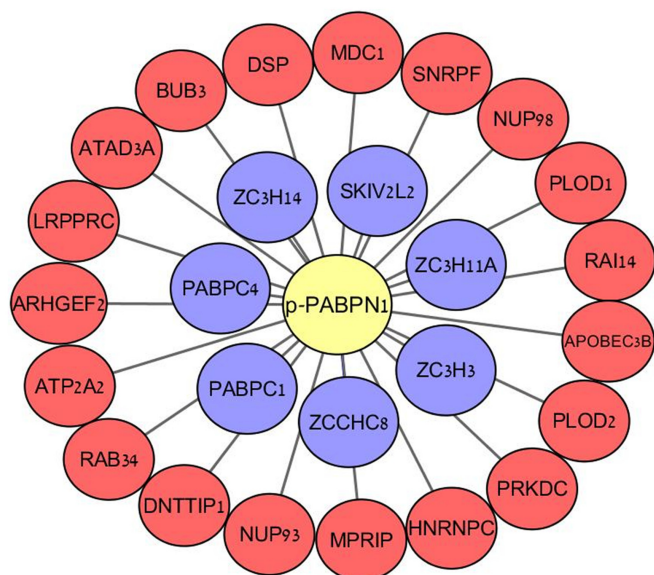 MDC1
DSP
SNRPF
BUB3
NUP98
ATAD3A
PLOD1
ZC3H14
SKIV2L2
LRPPRC
RAI14
ZC3H11A
PABPC4
p-PABPN1
ARHGEF2
APOBEC3B
ZC3H3
ATP2A2
PABPC1
PLOD2
ZCCHC8
RAB34
PRKDC
DNTTIP1
HNRNPC
NUP93
MPRIP